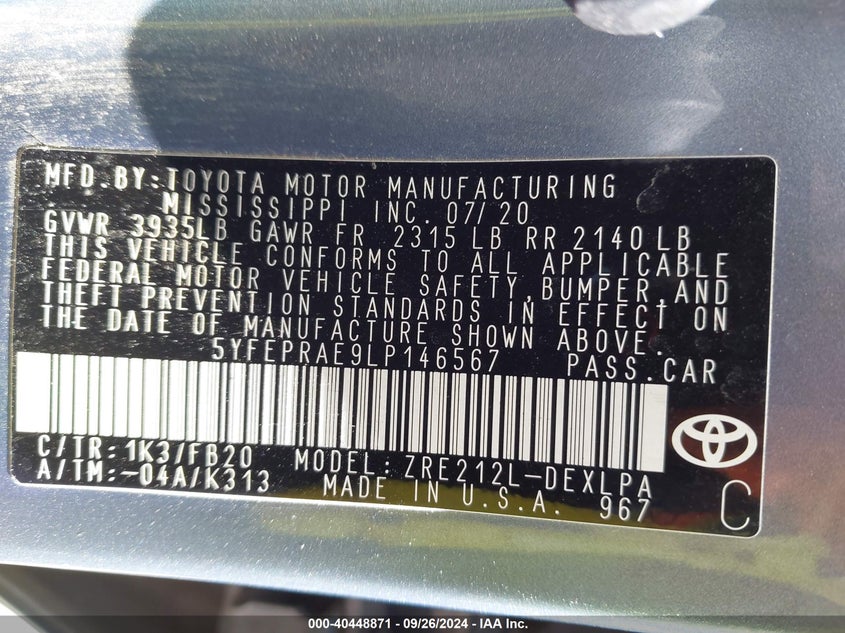 MFD.BY:TOYOTA MOTOR MANUFACTURING
MISSISSIPPI INC. 07/20
GVWR 3935LB GAWR FR 2315 LB RR 2140 LB
THIS VEHICLE CONFORMS TO ALL APPLICABLE
FEDERAL MOTOR VEHICLE SAFETY,BUMPER,AND
THEFT PREVENTION STANDARDS IN EFFECT ON
THE DATE OF MANUFACTURE SHOWN ABOVE.
5YFEPRAE9LP146567 PASS.CAR
C/TR:1K3/FB20 MODEL:ZRE212L-DEXLPA
A/TM:-04A/K313 MADE IN U.S.A. 967
C
000-40448871 - 09/26/2024 - IAA Inc.